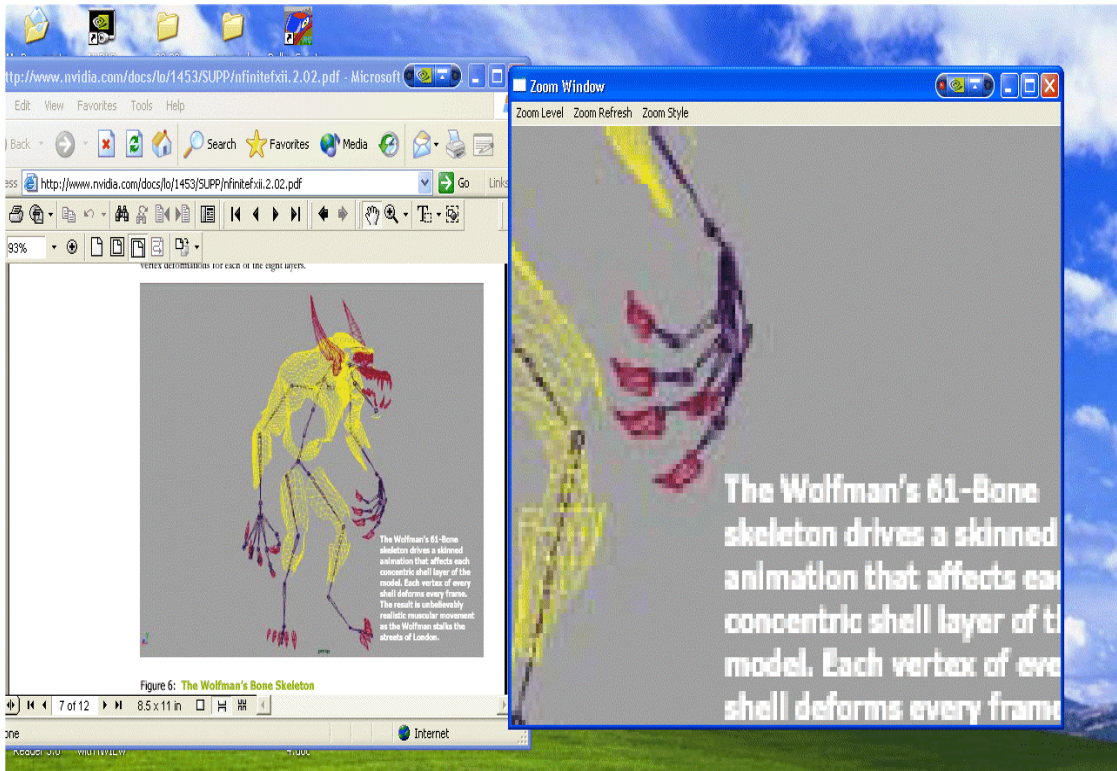 ttp://www.nvidia.com/docs/lo/1453/SUPP/nfinitefxii.2.02.pdf - Microsoft
Edit View Favorites Tools Help
Back Search Favorites Media
ess http://www.nvidia.com/docs/lo/1453/SUPP/nfinitefxii.2.02.pdf Go Links
93%
vertex deformations for each of the eight layers.
The Wolfman's 61-Bone
skeleton drives a skinned
animation that affects each
concentric shell layer of the
model. Each vertex of every
shell deforms every frame.
The result is unbelievably
realistic muscular movement
as the Wolfman stalks the
streets of London.
persp
Figure 6: The Wolfman's Bone Skeleton
7 of 12 8.5 x 11 in
one Internet
Zoom Window
Zoom Level Zoom Refresh Zoom Style
The Wolfman's 61-Bone
skeleton drives a skinned
animation that affects eac
concentric shell layer of t
model. Each vertex of eve
shell deforms every frame